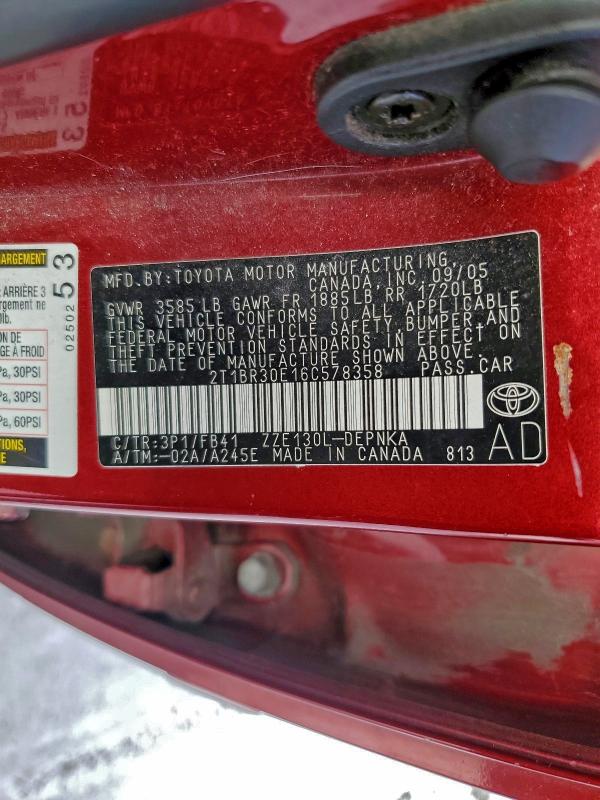 ARGEMENT
ARRIÈRE 3
rgement ne
lb.
ON DE
GE À FROID
Pa, 30PSI
Pa, 30PSI
Pa, 60PSI
TIONS,
02502
53
MFD. BY: TOYOTA MOTOR MANUFACTURING,
CANADA, INC. 09/05
GVWR 3585 LB GAWR FR 1885LB RR 1720LB
THIS VEHICLE CONFORMS TO ALL APPLICABLE
FEDERAL MOTOR VEHICLE SAFETY, BUMPER AND
THEFT PREVENTION STANDARDS IN EFFECT ON
THE DATE OF MANUFACTURE SHOWN ABOVE.
2T1BR30E16C578358 PASS.CAR
C/TR:3P1/FB41 ZZE130L-DEPNKA
A/TM:-02A/A245E MADE IN CANADA 813
AD